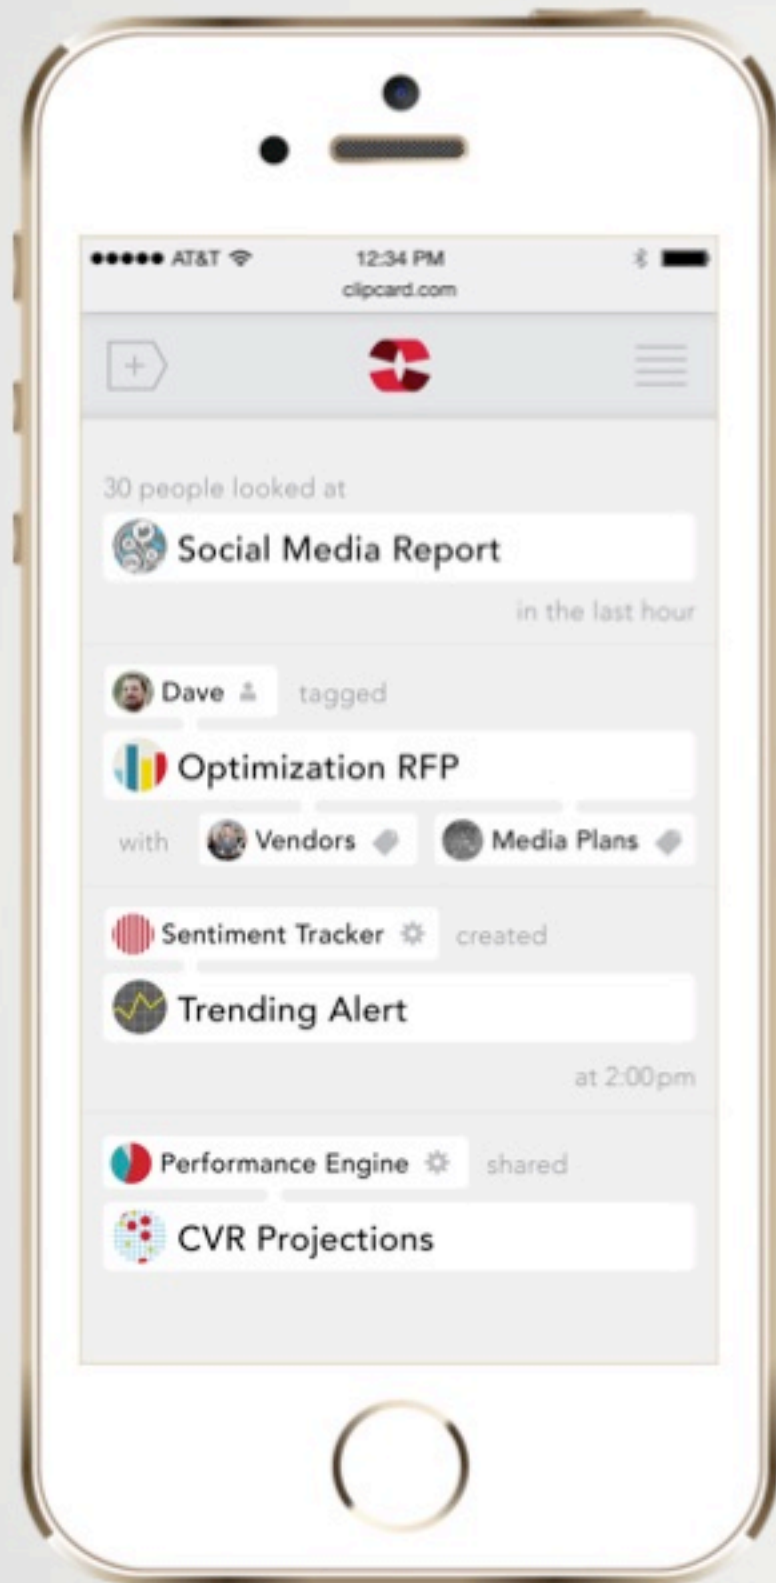 AT&T 12:34 PM
clipcard.com
30 people looked at
Social Media Report
in the last hour
Dave tagged
Optimization RFP
with Vendors Media Plans
Sentiment Tracker created
Trending Alert
at 2:00pm
Performance Engine shared
CVR Projections